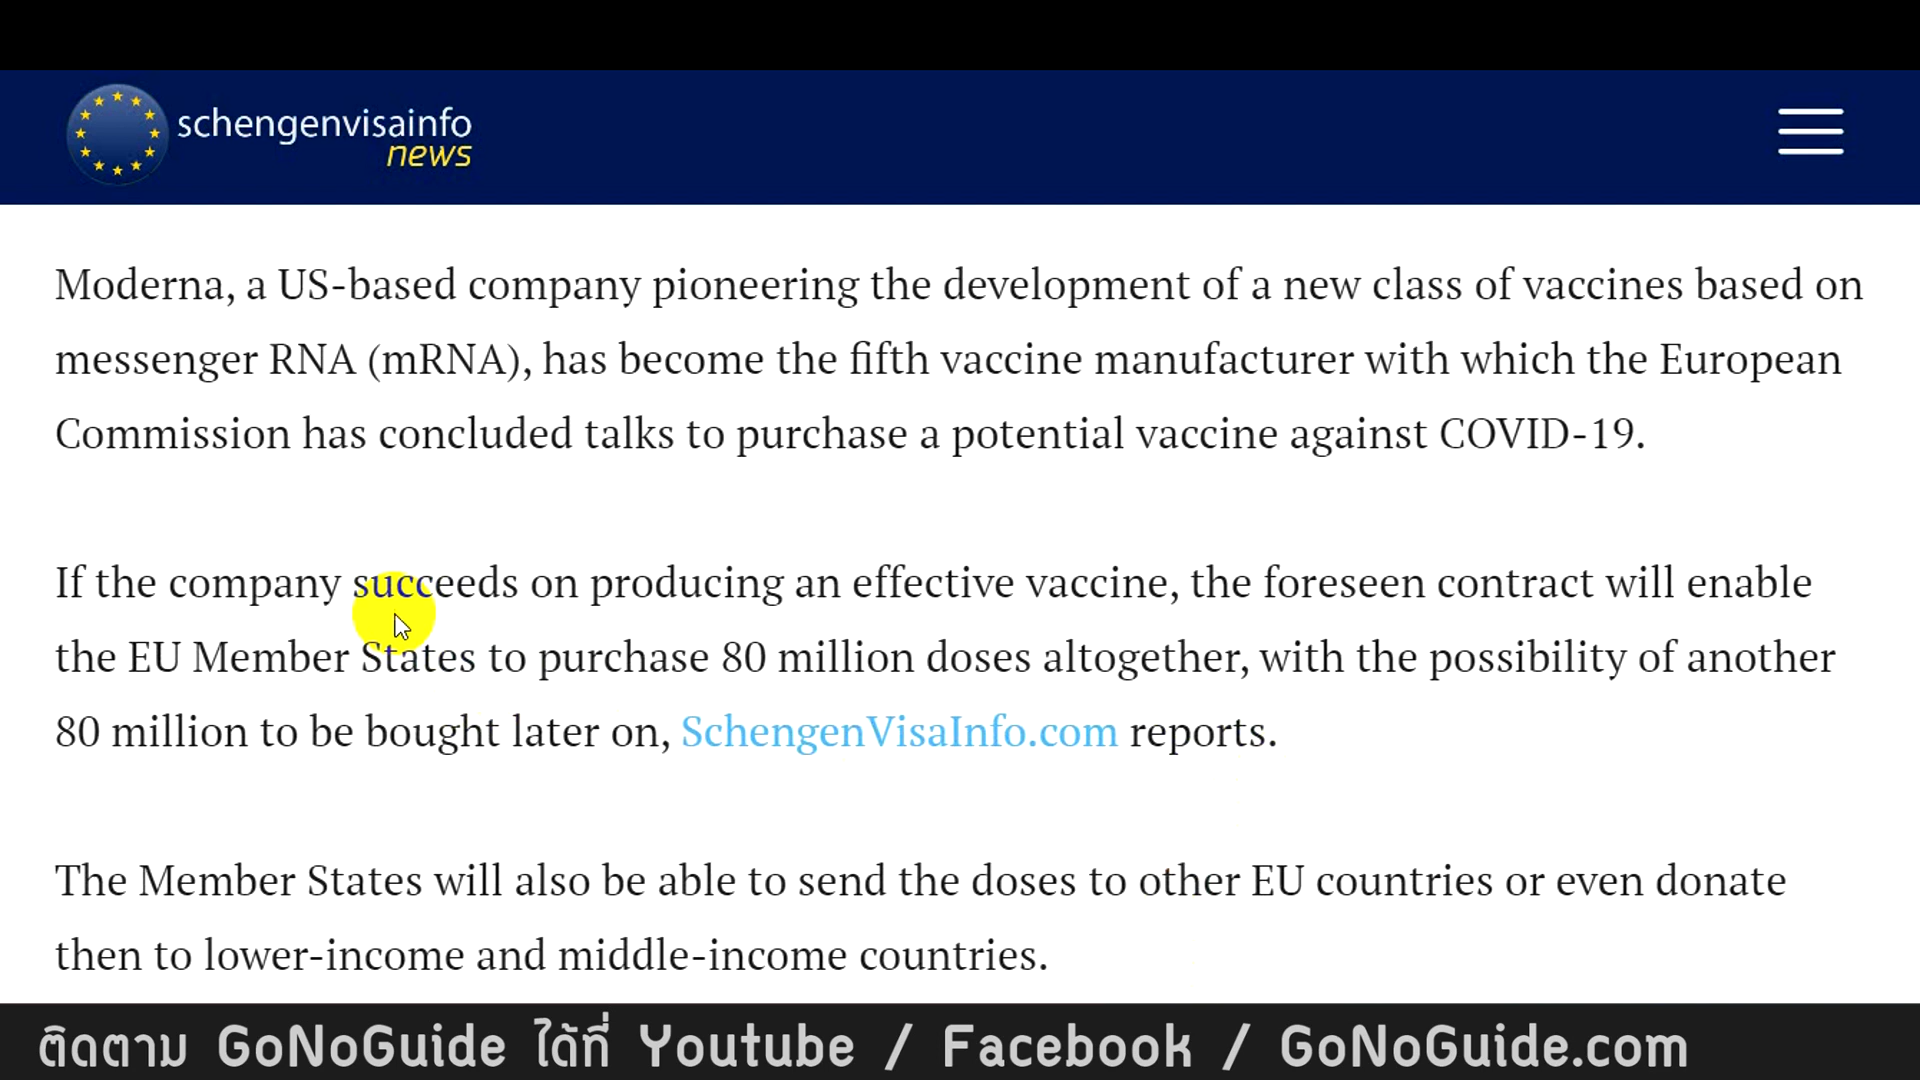 schengenvisainfo
news
Moderna, a US-based company pioneering the development of a new class of vaccines based on
messenger RNA (mRNA), has become the fifth vaccine manufacturer with which the European
Commission has concluded talks to purchase a potential vaccine against COVID-19.
If the company succeeds on producing an effective vaccine, the foreseen contract will enable
the EU Member States to purchase 80 million doses altogether, with the possibility of another
80 million to be bought later on, SchengenVisaInfo.com reports.
The Member States will also be able to send the doses to other EU countries or even donate
then to lower-income and middle-income countries.
ติดตาม GoNoGuide ได้ที่ Youtube / Facebook / GoNoGuide.com